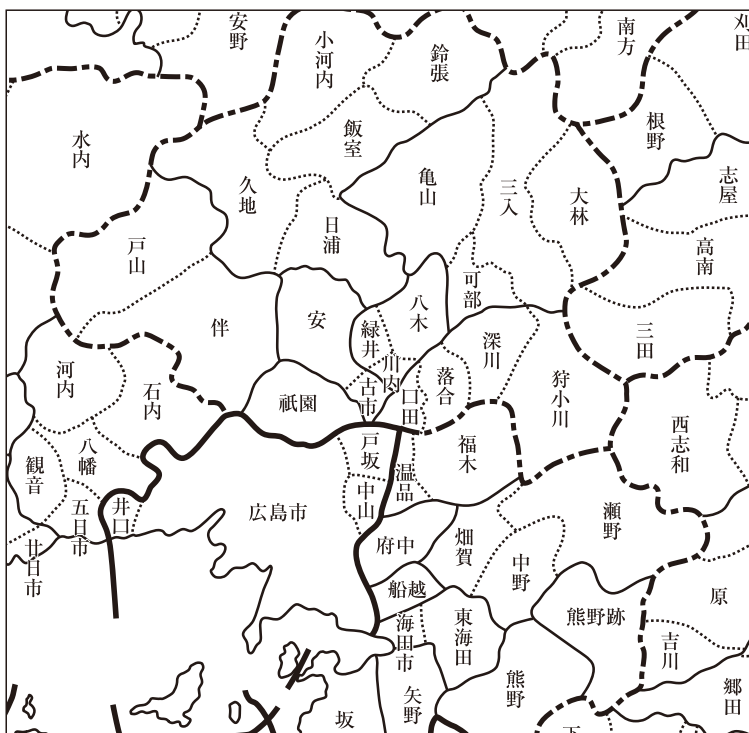 安野
小河内
鈴張
南方
刈田
水内
飯室
根野
久地
亀山
三入
大林
志屋
戸山
日浦
高南
伴
安
八木
可部
緑井
川内
深川
三田
河内
石内
祇園
古市
口田
落合
狩小川
西志和
観音
八幡
戸坂
温品
福木
五日市
井口
広島市
中山
瀬野
廿日市
府中
畑賀
中野
船越
原
海田市
東海田
熊野跡
吉川
坂
矢野
熊野
郷田